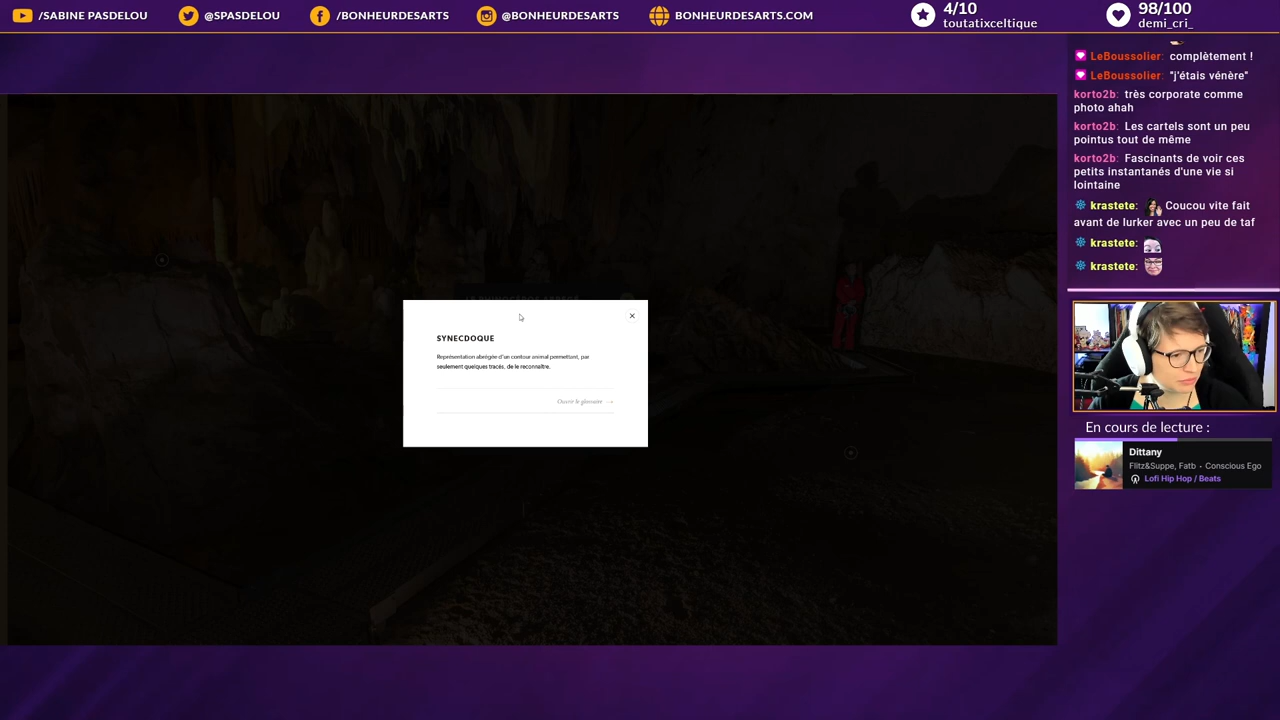 /SABINE PASDELOU
@SPASDELOU
/BONHEURDESARTS
@BONHEURDESARTS
BONHEURDESARTS.COM
4/10
toutatixceltique
98/100
demi_cri_
LeBoussolier: complètement !
LeBoussolier: "j'étais vénère"
korto2b: très corporate comme
photo ahah
korto2b: Les cartels sont un peu
pointus tout de même
korto2b: Fascinants de voir ces
petits instantanés d'une vie si
lointaine
krastete: Coucou vite fait
avant de lurker avec un peu de taf
krastete:
krastete:
SYNECDOQUE
Représentation abrégée d'un contour animal permettant, par
seulement quelques tracés, de le reconnaître.
Ouvrir le glossaire →
En cours de lecture :
Dittany
Flitz&Suppe, Fatb • Conscious Ego
Lofi Hip Hop / Beats